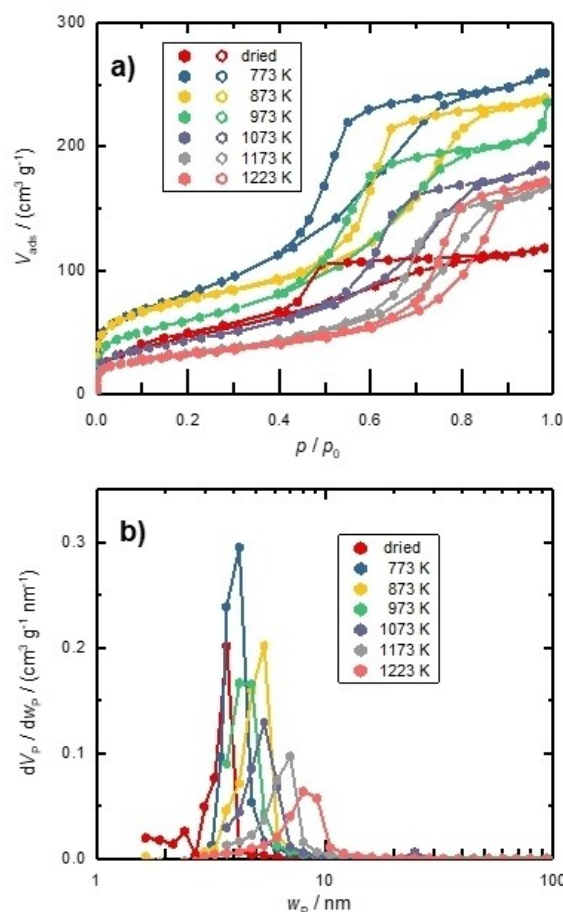 a)
dried
773 K
873 K
973 K
1073 K
1173 K
1223 K
300
200
100
0
V_ads / (cm³ g⁻¹)
0.0 0.2 0.4 0.6 0.8 1.0
p / p₀
b)
dried
773 K
873 K
973 K
1073 K
1173 K
1223 K
0.3
0.2
0.1
0.0
dV_P / dw_P / (cm³ g⁻¹ nm⁻¹)
1 10 100
w_P / nm